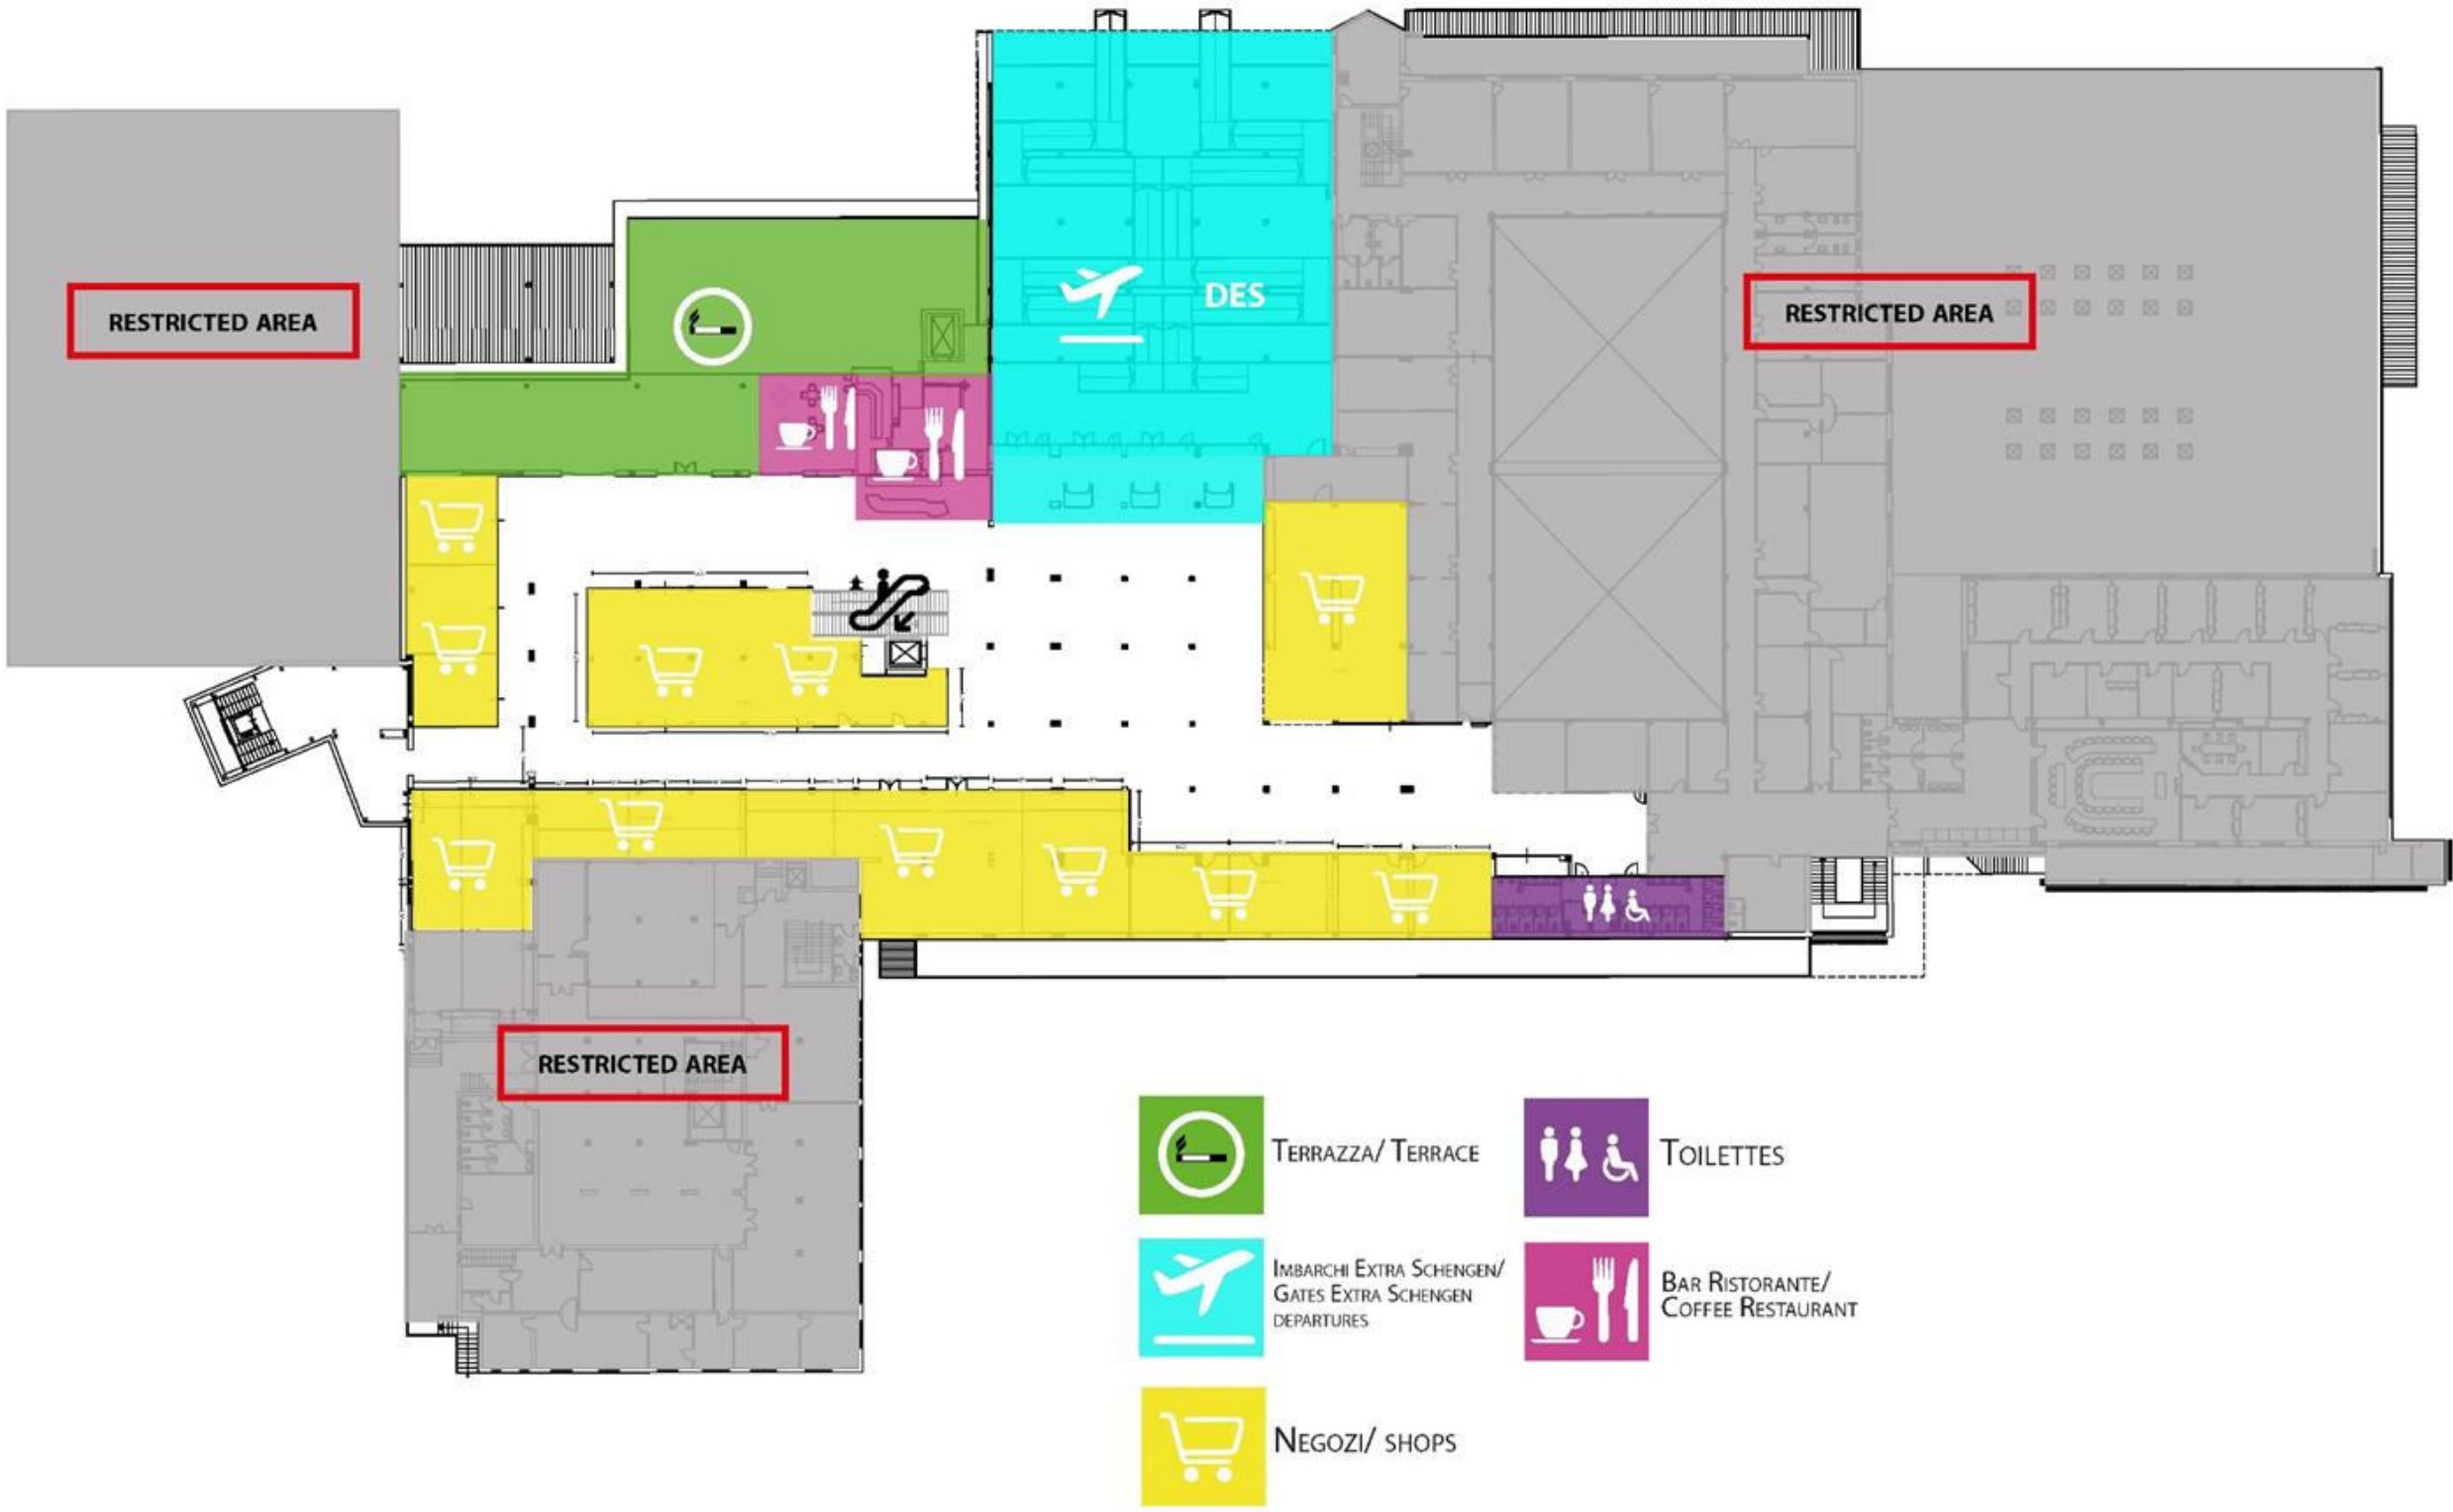 RESTRICTED AREA
DES
RESTRICTED AREA
RESTRICTED AREA
TERRAZZA/ TERRACE
TOILETTES
IMBARCHI EXTRA SCHENGEN/
GATES EXTRA SCHENGEN
DEPARTURES
BAR RISTORANTE/
COFFEE RESTAURANT
NEGOZI/ SHOPS